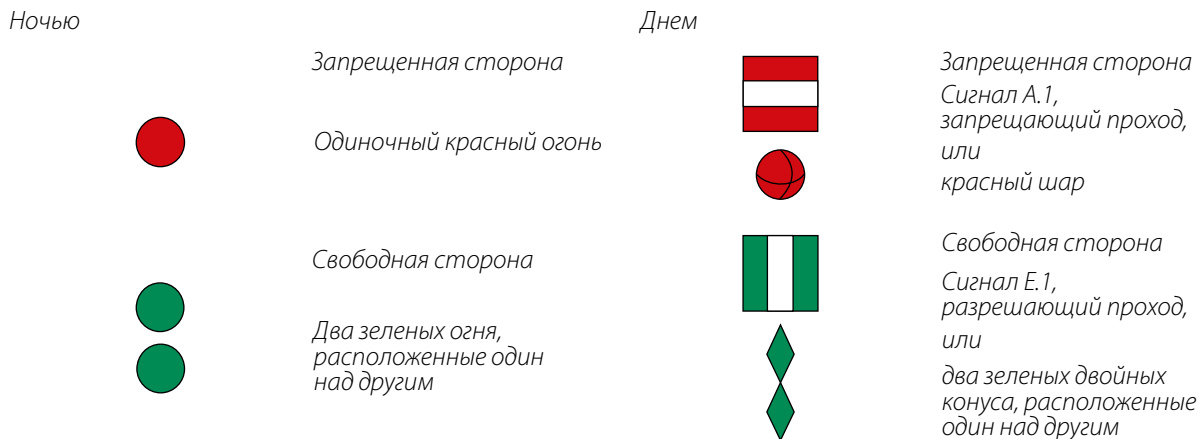 Ночью
Запрещенная сторона
Одиночный красный огонь
Свободная сторона
Два зеленых огня,
расположенные один
над другим
Днем
Запрещенная сторона
Сигнал А.1,
запрещающий проход,
или
красный шар
Свободная сторона
Сигнал Е.1,
разрешающий проход,
или
два зеленых двойных
конуса, расположенные
один над другим